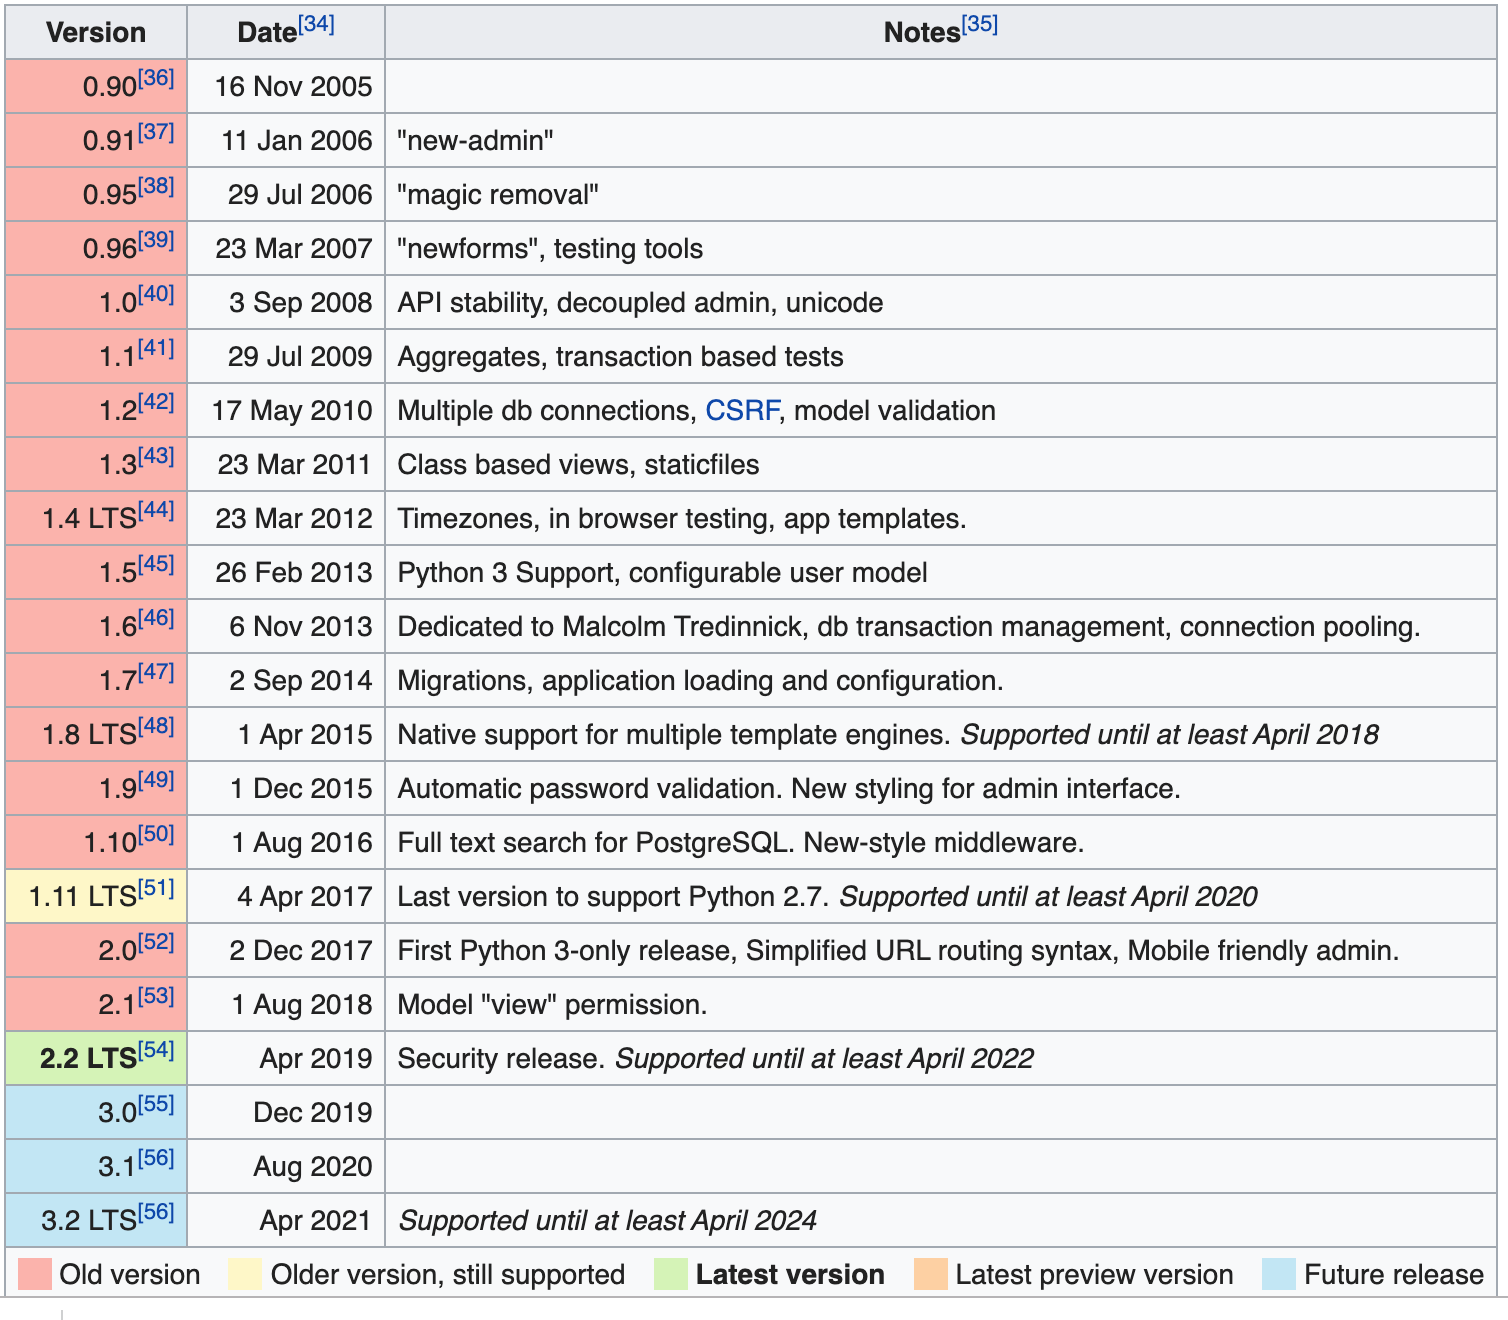 Version Date[34] Notes[35]
0.90[36] 16 Nov 2005
0.91[37] 11 Jan 2006 "new-admin"
0.95[38] 29 Jul 2006 "magic removal"
0.96[39] 23 Mar 2007 "newforms", testing tools
1.0[40] 3 Sep 2008 API stability, decoupled admin, unicode
1.1[41] 29 Jul 2009 Aggregates, transaction based tests
1.2[42] 17 May 2010 Multiple db connections, CSRF, model validation
1.3[43] 23 Mar 2011 Class based views, staticfiles
1.4 LTS[44] 23 Mar 2012 Timezones, in browser testing, app templates.
1.5[45] 26 Feb 2013 Python 3 Support, configurable user model
1.6[46] 6 Nov 2013 Dedicated to Malcolm Tredinnick, db transaction management, connection pooling.
1.7[47] 2 Sep 2014 Migrations, application loading and configuration.
1.8 LTS[48] 1 Apr 2015 Native support for multiple template engines. Supported until at least April 2018
1.9[49] 1 Dec 2015 Automatic password validation. New styling for admin interface.
1.10[50] 1 Aug 2016 Full text search for PostgreSQL. New-style middleware.
1.11 LTS[51] 4 Apr 2017 Last version to support Python 2.7. Supported until at least April 2020
2.0[52] 2 Dec 2017 First Python 3-only release, Simplified URL routing syntax, Mobile friendly admin.
2.1[53] 1 Aug 2018 Model "view" permission.
2.2 LTS[54] Apr 2019 Security release. Supported until at least April 2022
3.0[55] Dec 2019
3.1[56] Aug 2020
3.2 LTS[56] Apr 2021 Supported until at least April 2024
Old version Older version, still supported Latest version Latest preview version Future release